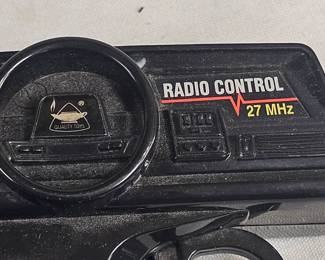 RADIO CONTROL
27 MHz
®
QUALITY TOYS